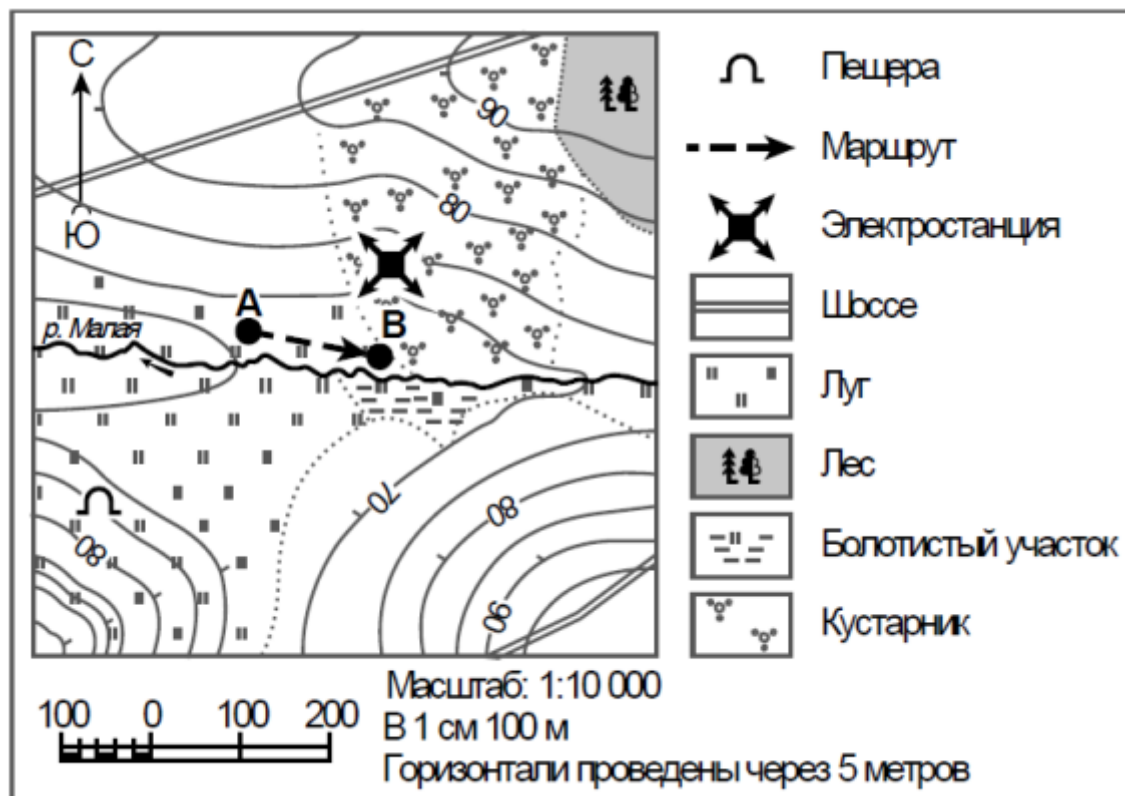 С
Ю
90
80
А
В
р. Малая
70
80
80
90
Пещера
Маршрут
Электростанция
Шоссе
Луг
Лес
Болотистый участок
Кустарник
100 0 100 200
Масштаб: 1:10 000
В 1 см 100 м
Горизонтали проведены через 5 метров